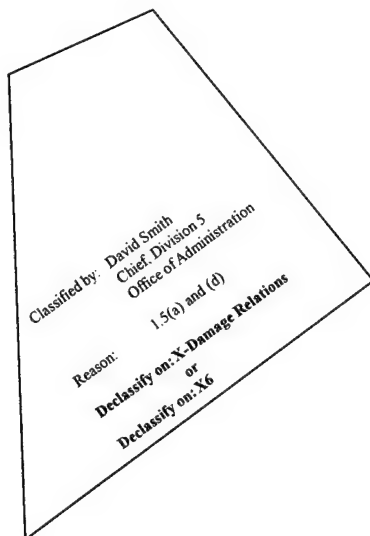 Classified by: David Smith
Chief, Division 5
Office of Administration
Reason: 1.5(a) and (d)
Declassify on: X-Damage Relations
or
Declassify on: X6